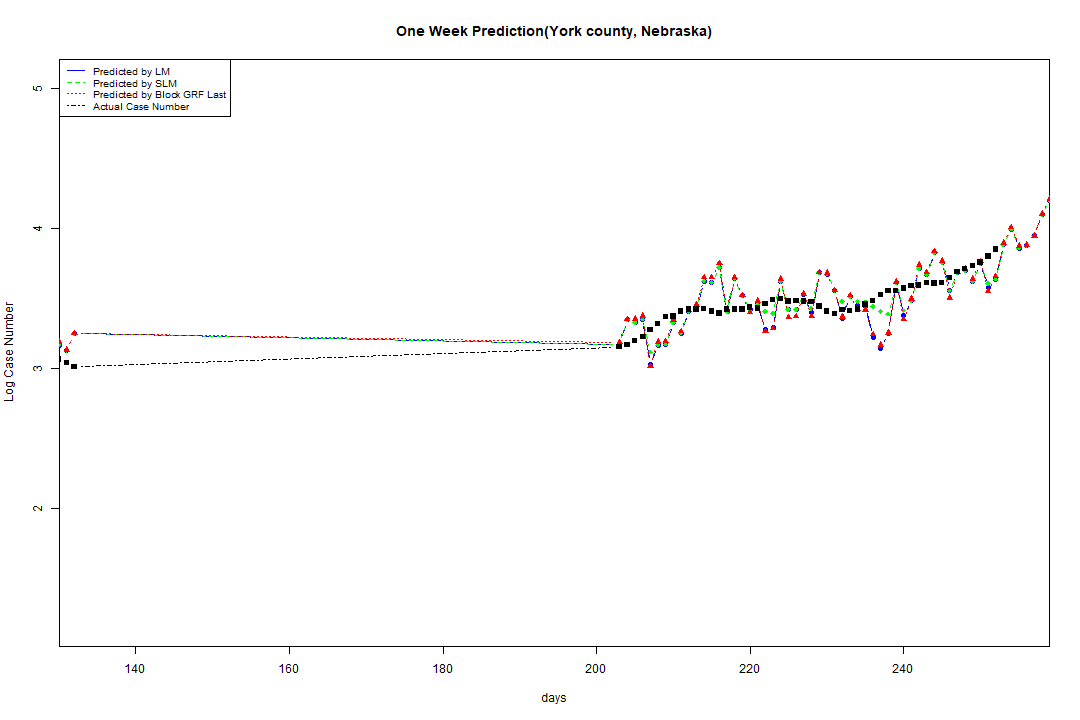 One Week Prediction(York county, Nebraska)
Predicted by LM
Predicted by SLM
Predicted by Block GRF Last
Actual Case Number
5
4
3
2
Log Case Number
140 160 180 200 220 240
days